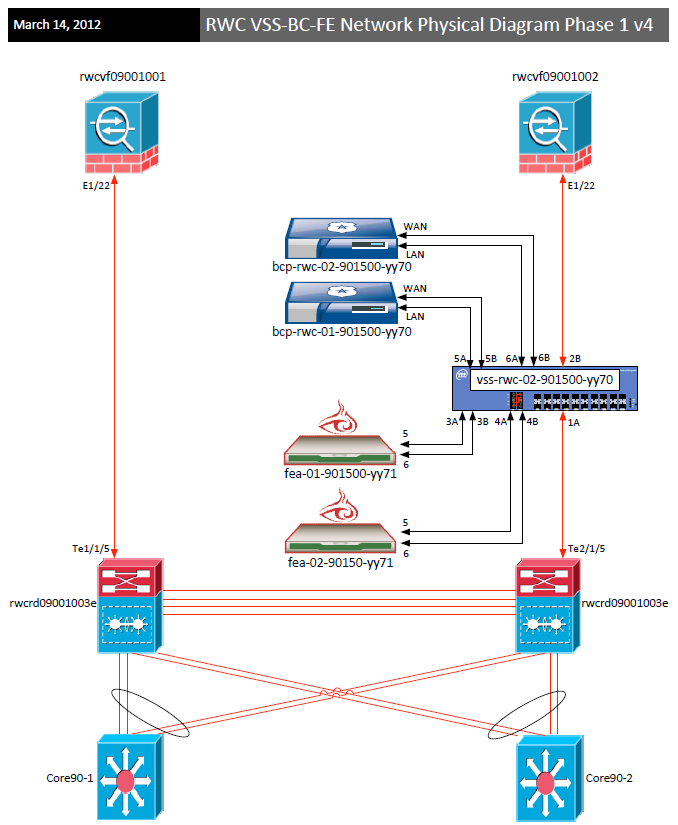 March 14, 2012
RWC VSS-BC-FE Network Physical Diagram Phase 1 v4
rwcvf09001001
rwcvf09001002
E1/22
E1/22
WAN
LAN
bcp-rwc-02-901500-yy70
WAN
LAN
bcp-rwc-01-901500-yy70
5A
5B
6A
6B
2B
vss-rwc-02-901500-yy70
3A
3B
4A
4B
1A
5
6
fea-01-901500-yy71
5
6
fea-02-90150-yy71
Te1/1/5
Te2/1/5
rwcrd09001003e
rwcrd09001003e
Core90-1
Core90-2